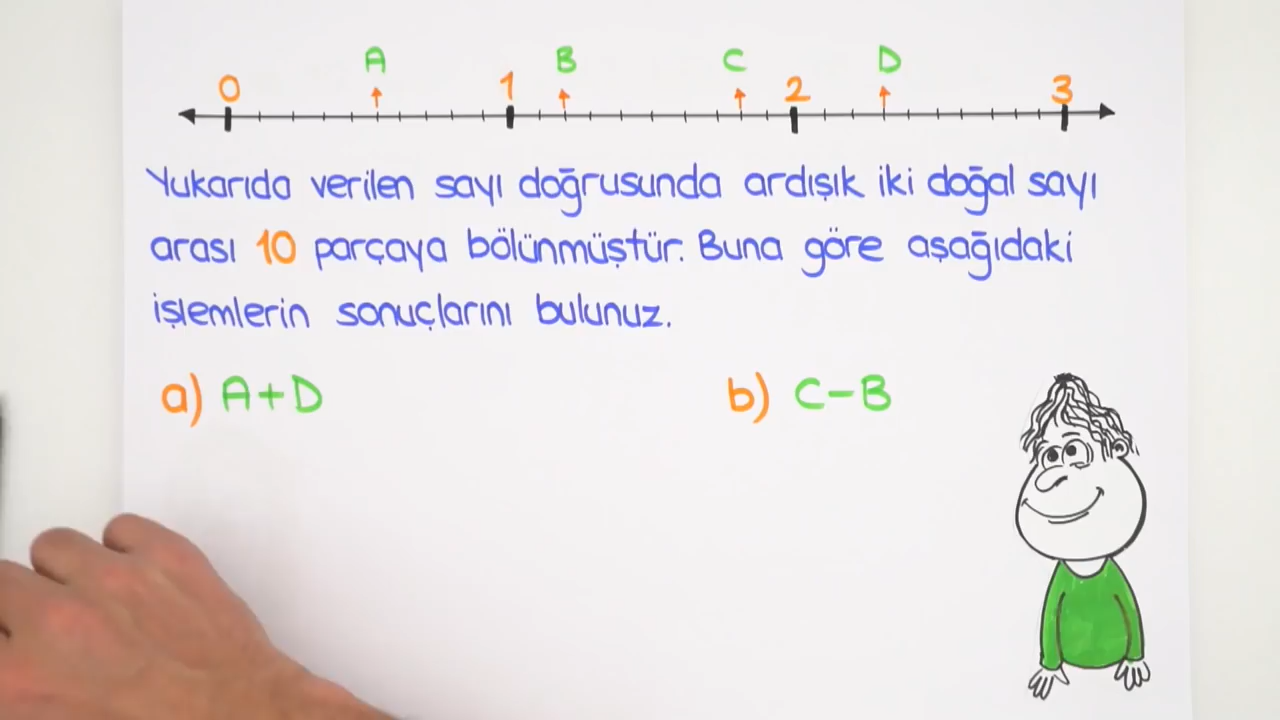 A B C D
0 1 2 3
Yukarıda verilen sayı doğrusunda ardışık iki doğal sayı
arası 10 parçaya bölünmüştür. Buna göre aşağıdaki
işlemlerin sonuçlarını bulunuz.
a) A+D b) C-B